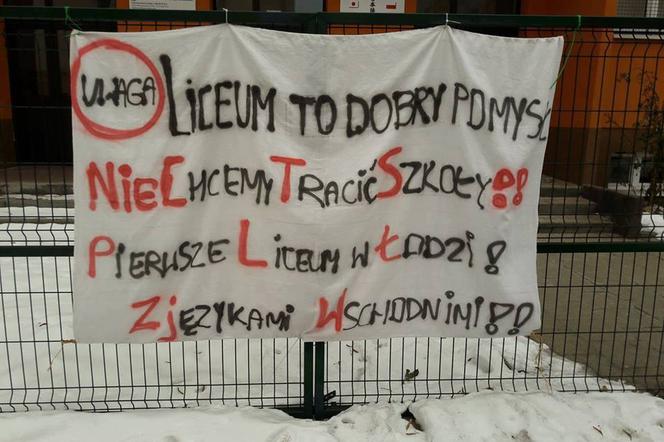 UWAGA LICEUM TO DOBRY POMYSŁ
NIE CHCEMY TRACIĆ SZKOŁY!!
PIERWSZE LICEUM W ŁODZI!
Z JĘZYKAMI WSCHODNIMI!!